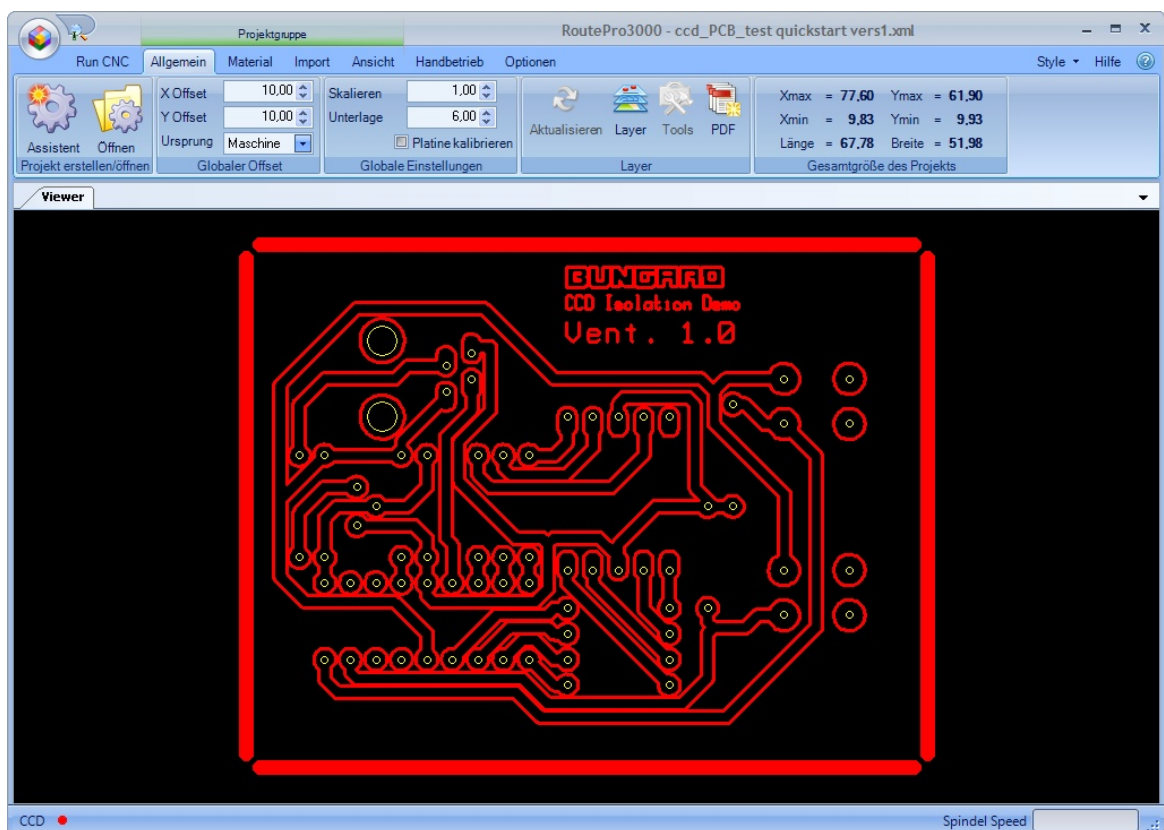 Projektgruppe
RoutePro3000 - ccd_PCB_test quickstart vers1.xml
Run CNC Allgemein Material Import Ansicht Handbetrieb Optionen Style Hilfe
X Offset 10,00 Skalieren 1,00 Xmax = 77,60 Ymax = 61,90
Y Offset 10,00 Unterlage 6,00 Xmin = 9,83 Ymin = 9,93
Assistent Öffnen Ursprung Maschine Platine kalibrieren Aktualisieren Layer Tools PDF Länge = 67,78 Breite = 51,98
Projekt erstellen/öffnen Globaler Offset Globale Einstellungen Layer Gesamtgröße des Projekts
Viewer
BUNGARD
CCD Isolation Demo
Vent. 1.0
CCD Spindel Speed